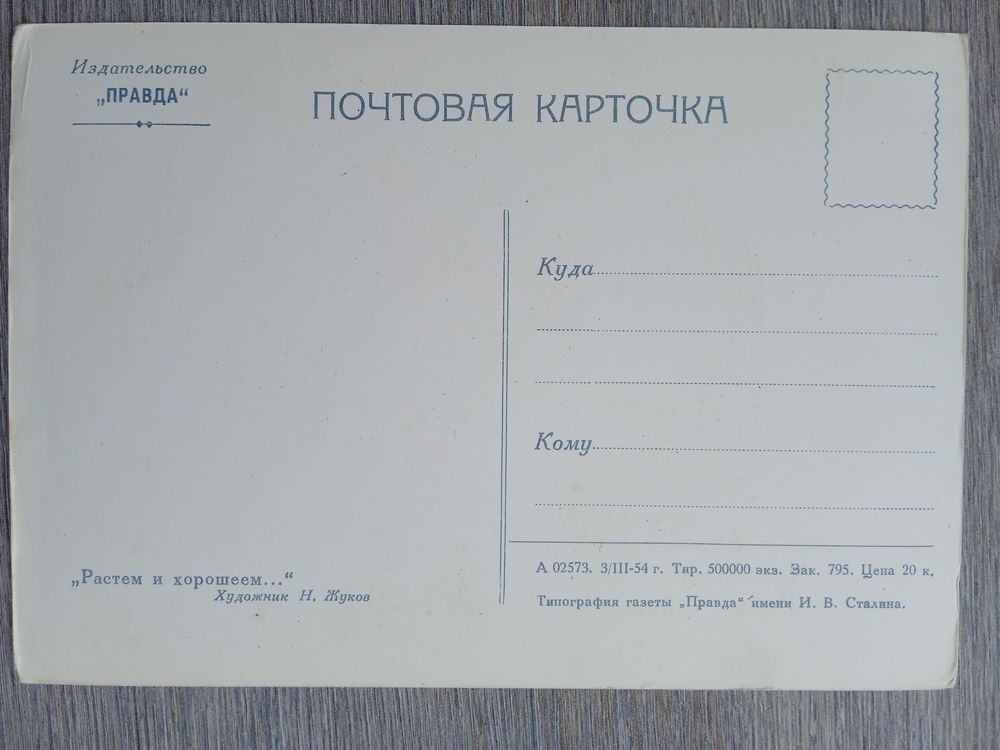 Издательство
„ПРАВДА“
ПОЧТОВАЯ КАРТОЧКА
Куда
Кому
„Растем и хорошеем...“
Художник Н. Жуков
А 02573. 3/III-54 г. Тир. 500000 экз. Зак. 795. Цена 20 к.
Типография газеты „Правда“ имени И. В. Сталина.